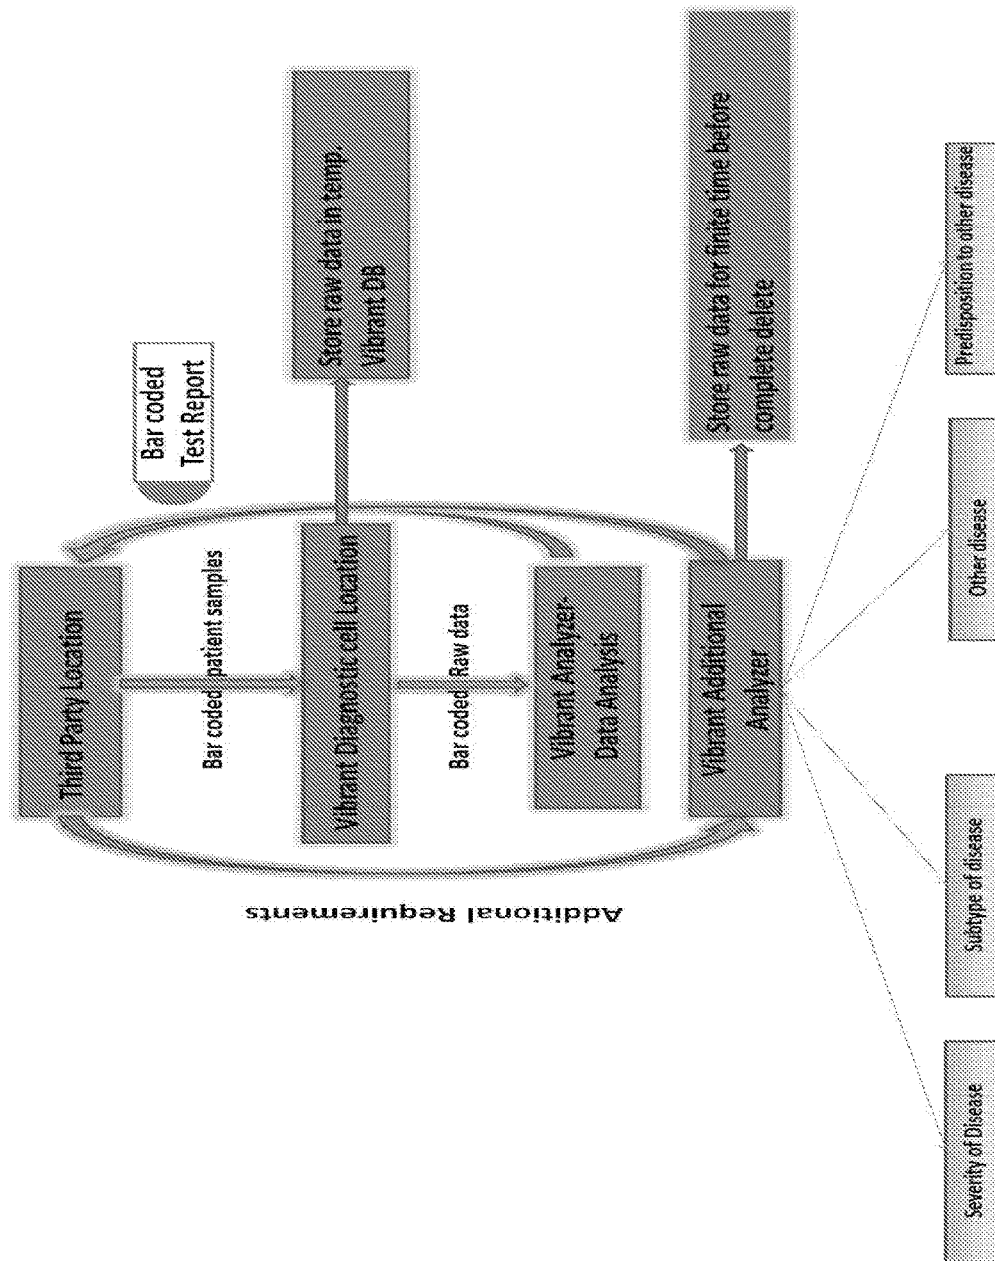 Third Party Location
Bar coded
Test Report
Bar coded patient samples
Vibrant Diagnostic cell Location
Store raw data in temp.
Vibrant DB
Bar coded Raw data
Vibrant Analyzer-
Data Analysis
Additional Requirements
Vibrant Additional
Analyzer
Store raw data for finite time before
complete delete
Severity of Disease
Subtype of disease
Other disease
Predisposition to other disease